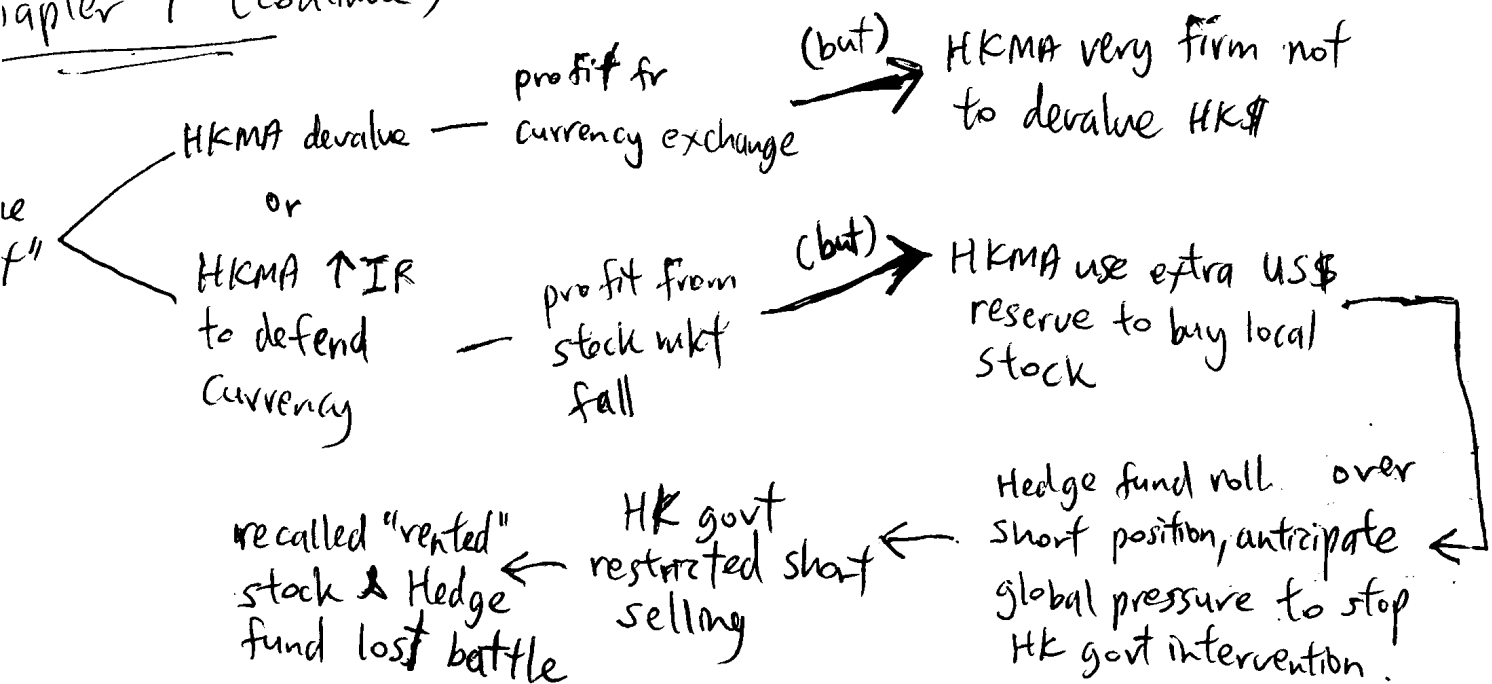 (continued)
HKMA devalue
profit fr
currency exchange
(but)
HKMA very firm not
to devalue HK$
or
HKMA ↑IR
to defend
currency
profit from
stock mkt
fall
(but)
HKMA use extra US$
reserve to buy local
stock
Hedge fund roll over
short position, anticipate
global pressure to stop
HK govt intervention.
HK govt
restricted short
selling
recalled "rented"
stock & Hedge
fund lost battle